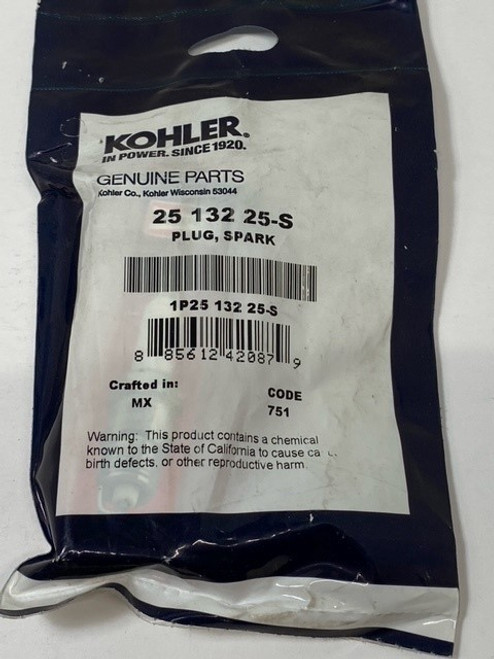 KOHLER®
IN POWER. SINCE 1920.
GENUINE PARTS
Kohler Co., Kohler Wisconsin 53044
25 132 25-S
PLUG, SPARK
1P25 132 25-S
8 85612 42087 9
Crafted in:
MX
CODE
751
Warning: This product contains a chemical
known to the State of California to cause
birth defects, or other reproductive harm